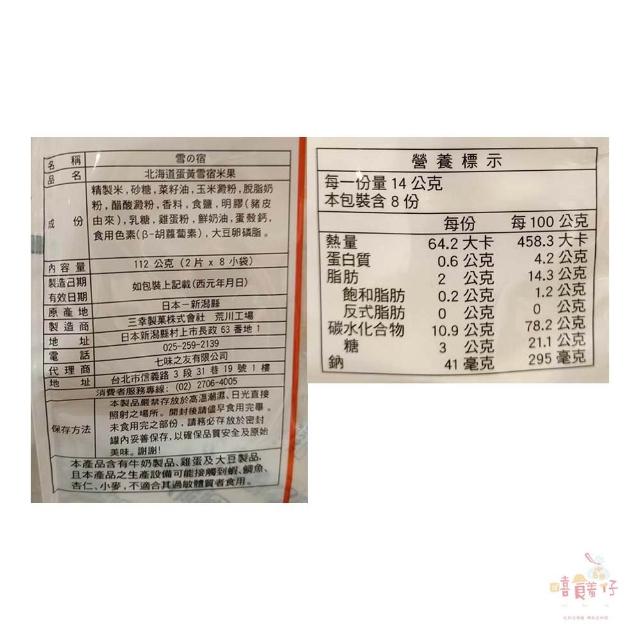 名 稱 雪の宿
品 名 北海道蛋黃雪宿米果
成 份 精製米,砂糖,菜籽油,玉米澱粉,脫脂奶
粉,醋酸澱粉,香料,食鹽,明膠(豬皮
由來),乳糖,雞蛋粉,鮮奶油,蛋殼鈣,
食用色素(β-胡蘿蔔素),大豆卵磷脂。
內 容 量 112 公克 (2 片 x 8 小袋)
製造日期 如包裝上記載(西元年月日)
有效日期
原 產 地 日本－新潟縣
製 造 商 三幸製菓株式會社 荒川工場
地 址 日本新潟縣村上市長政 63 番地 1
電 話 025-259-2139
代 理 商 七味之友有限公司
地 址 台北市信義路 3 段 31 巷 19 號 1 樓
消費者服務專線: (02) 2706-4005
保存方法 本製品嚴禁存放於高溫潮濕、日光直接
照射之場所。開封後請儘早食用完畢。
未食用完之部份,請務必存放於密封
罐內妥善保存,以確保品質安全及原始
美味。謝謝!
本產品含有牛奶製品、雞蛋及大豆製品,
且本產品之生產設備可能接觸到蝦、鯛魚、
杏仁、小麥,不適合其過敏體質者食用。
營 養 標 示
每一份量 14 公克
本包裝含 8 份
每份 每 100 公克
熱量 64.2 大卡 458.3 大卡
蛋白質 0.6 公克 4.2 公克
脂肪 2 公克 14.3 公克
飽和脂肪 0.2 公克 1.2 公克
反式脂肪 0 公克 0 公克
碳水化合物 10.9 公克 78.2 公克
糖 3 公克 21.1 公克
鈉 41 毫克 295 毫克